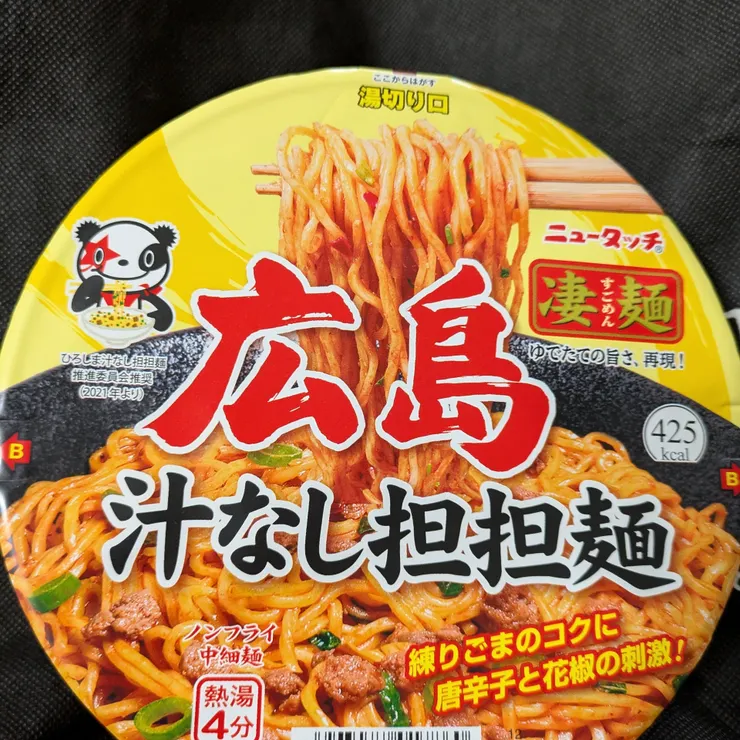 ここからはがす
湯切り口
ニュータッチ®
凄麺
すごめん
ゆでたての旨さ、再現！
ひろしま汁なし担担麺
推進委員会推奨
（2021年より）
広島
425
kcal
B
B
汁なし担担麺
ノンフライ
中細麺
練りごまのコクに
唐辛子と花椒の刺激！
熱湯
4分